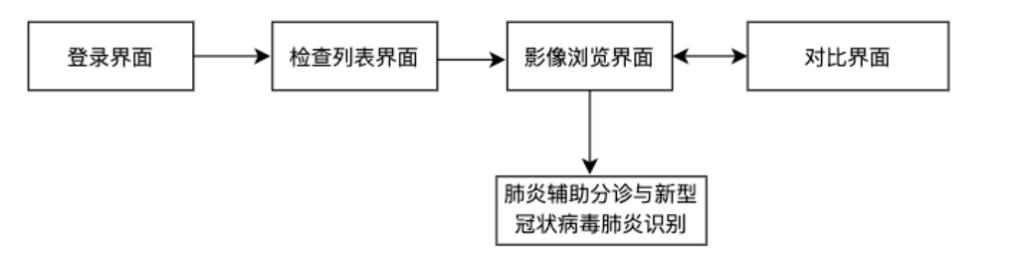 登录界面
检查列表界面
影像浏览界面
对比界面
肺炎辅助分诊与新型
冠状病毒肺炎识别